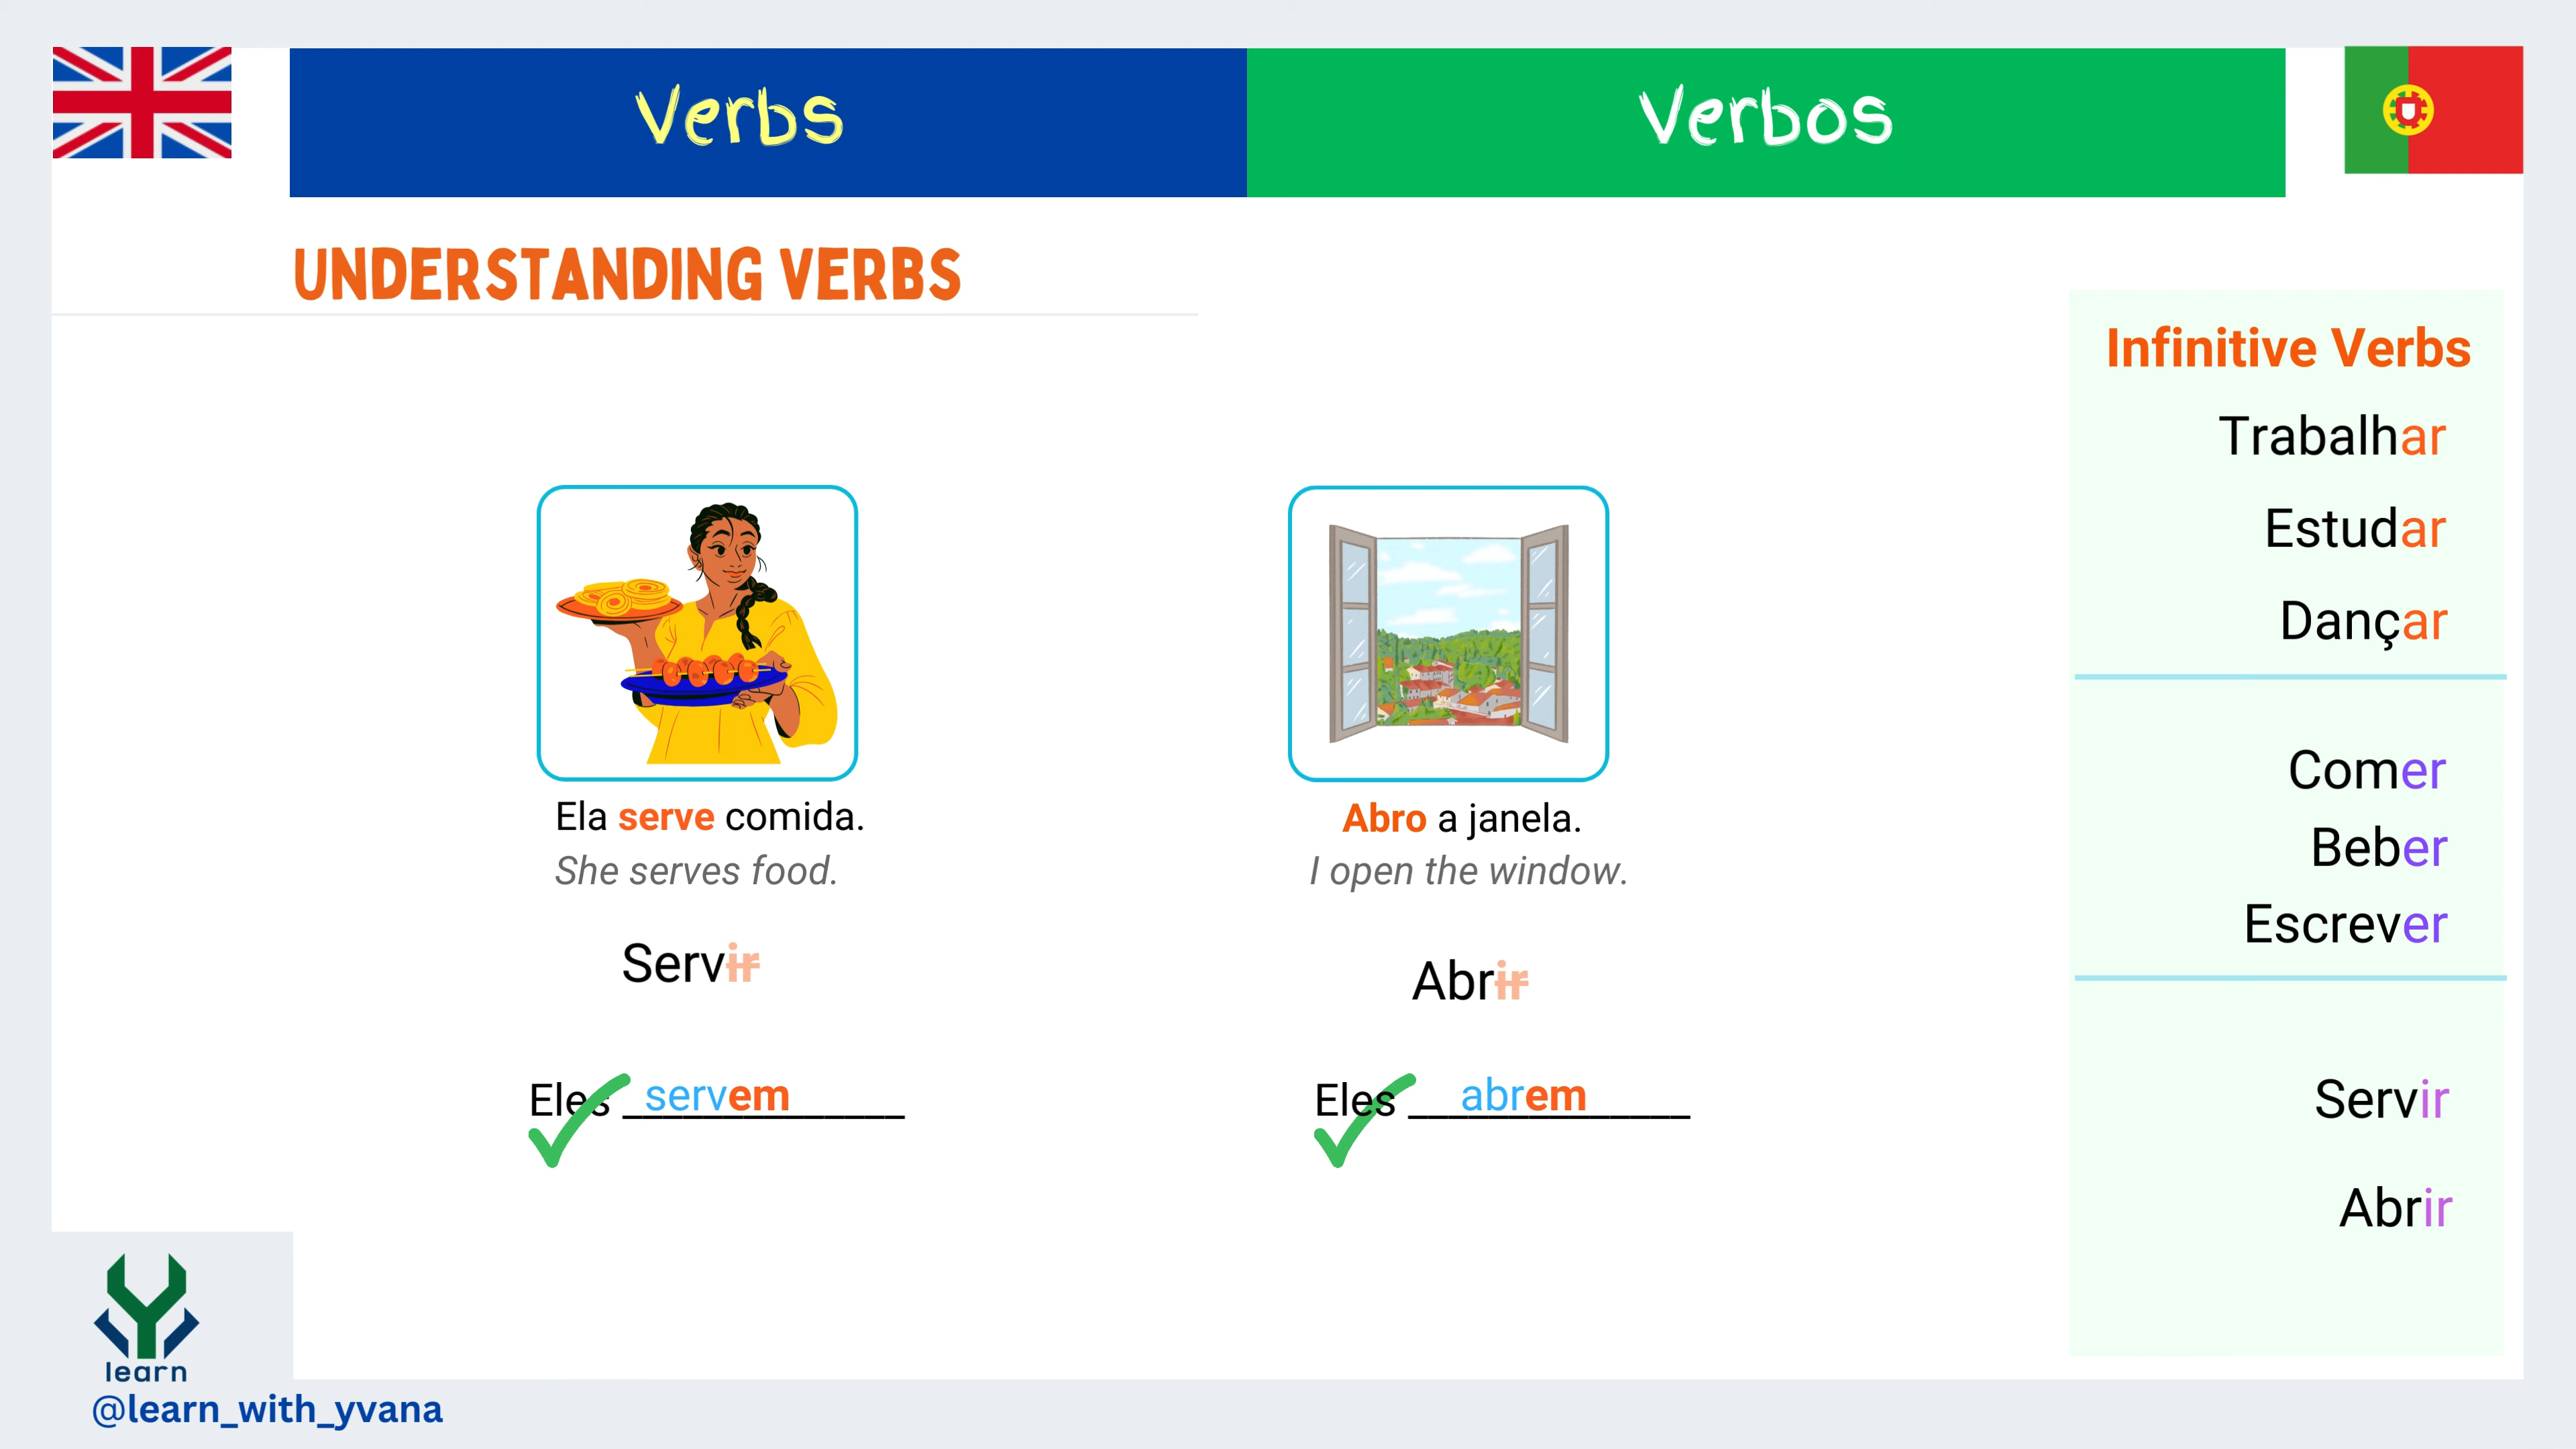 Verbs
Verbos
UNDERSTANDING VERBS
Ela serve comida.
She serves food.
Servir
Eles servem
Abro a janela.
I open the window.
Abrir
Eles abrem
Infinitive Verbs
Trabalhar
Estudar
Dançar
Comer
Beber
Escrever
Servir
Abrir
learn
@learn_with_yvana